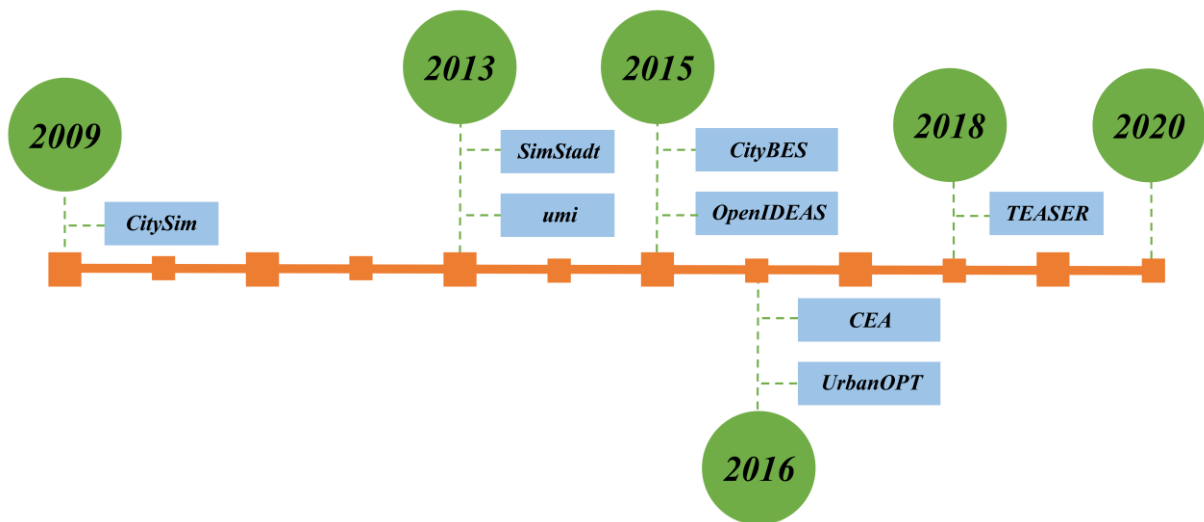 2009
CitySim
2013
SimStadt
umi
2015
CityBES
OpenIDEAS
2016
CEA
UrbanOPT
2018
TEASER
2020